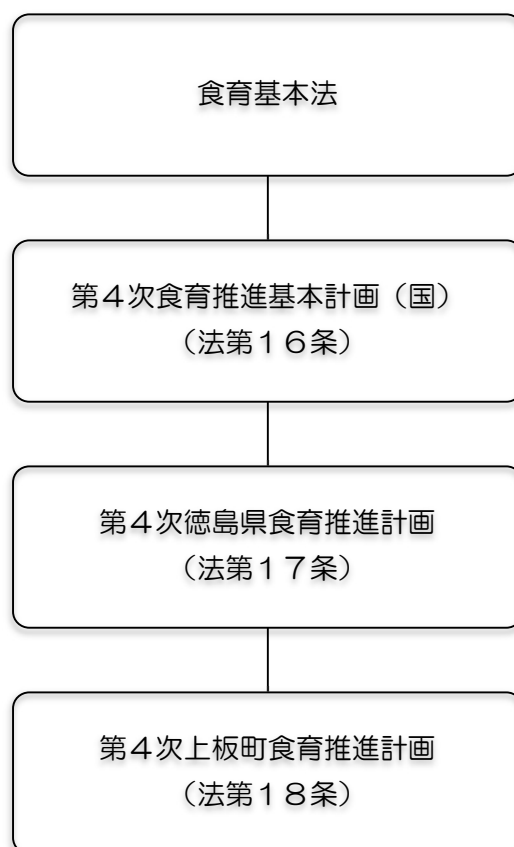 食育基本法
第４次食育推進基本計画（国）
（法第１６条）
第４次徳島県食育推進計画
（法第１７条）
第４次上板町食育推進計画
（法第１８条）